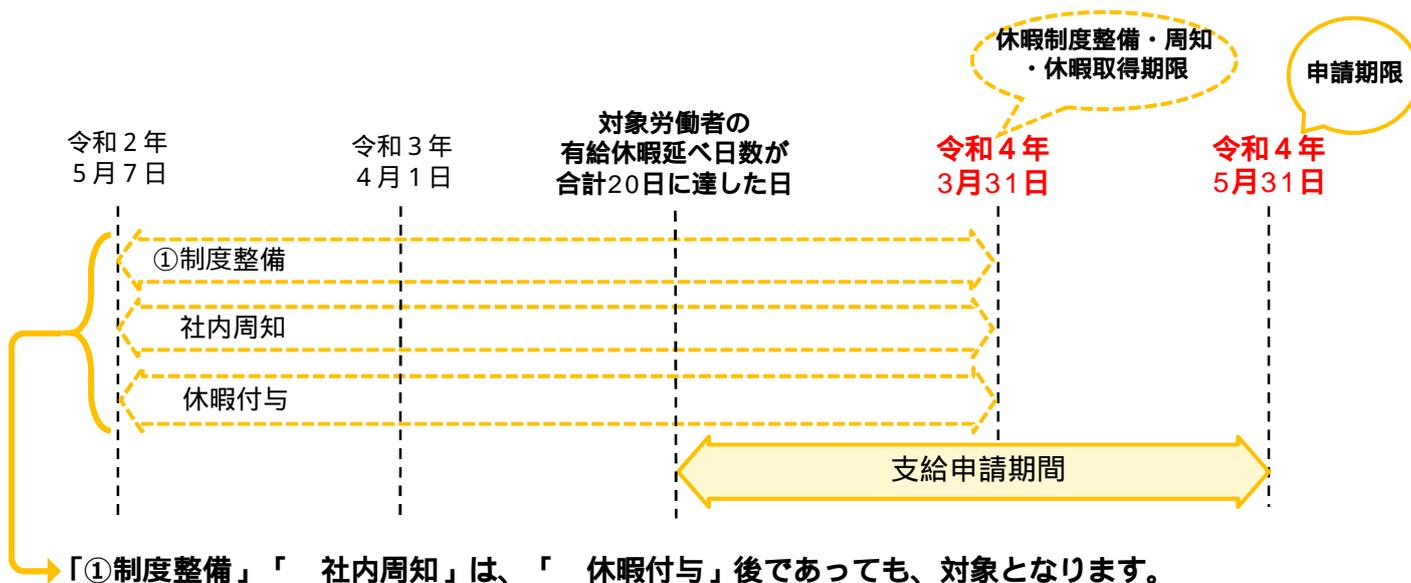 休暇制度整備・周知
・休暇取得期限
申請期限
令和２年
５月７日
令和３年
４月１日
対象労働者の
有給休暇延べ日数が
合計20日に達した日
令和４年
3月31日
令和４年
5月31日
①制度整備
社内周知
休暇付与
支給申請期間
「①制度整備」「　社内周知」は、「　休暇付与」後であっても、対象となります。